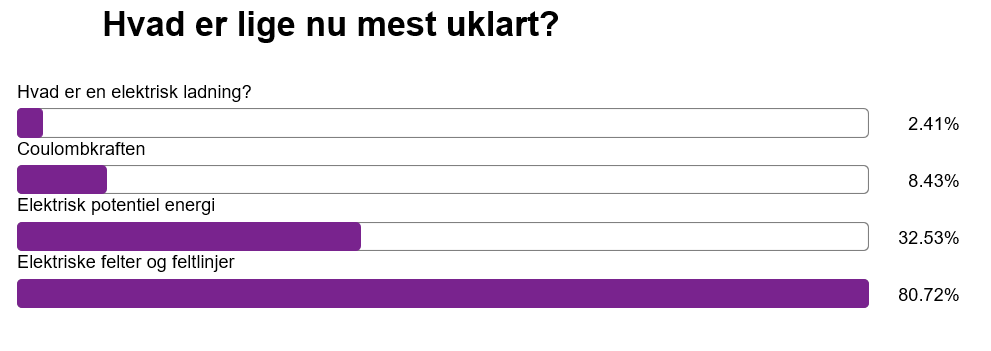 Hvad er lige nu mest uklart?
Hvad er en elektrisk ladning?
2.41%
Coulombkraften
8.43%
Elektrisk potentiel energi
32.53%
Elektriske felter og feltlinjer
80.72%